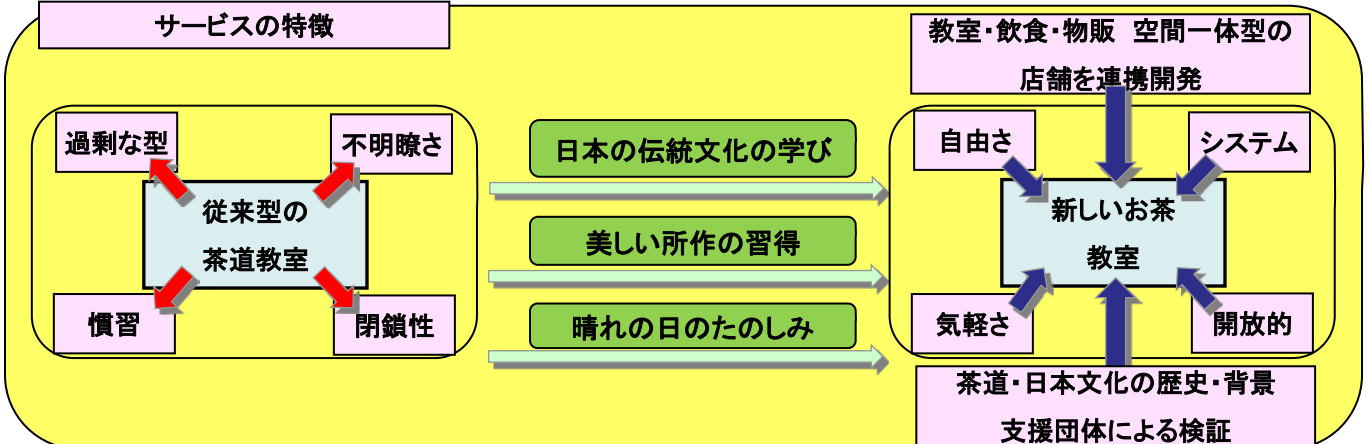 サービスの特徴
過剰な型
不明瞭さ
従来型の
茶道教室
慣習
閉鎖性
日本の伝統文化の学び
美しい所作の習得
晴れの日のたのしみ
教室・飲食・物販　空間一体型の
店舗を連携開発
自由さ
システム
新しいお茶
教室
気軽さ
開放的
茶道・日本文化の歴史・背景
支援団体による検証